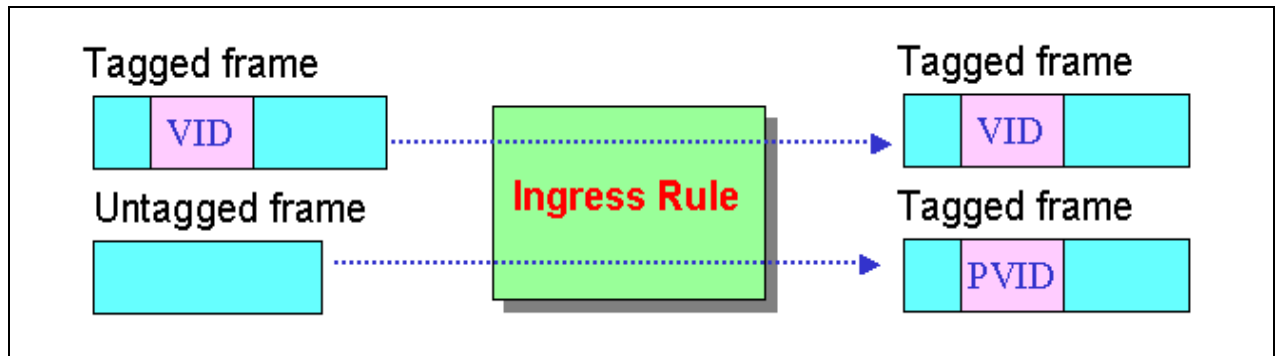 Tagged frame
VID
Untagged frame
Ingress Rule
Tagged frame
VID
Tagged frame
PVID